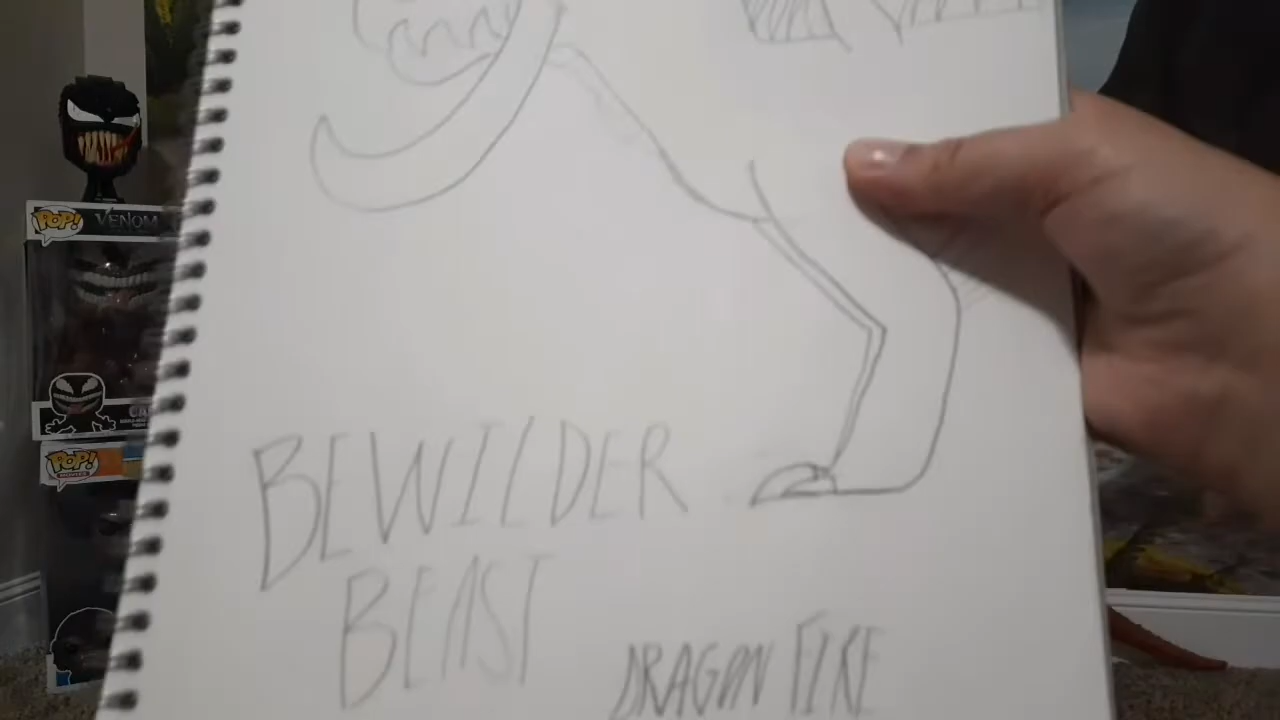 POP!
VENOM
POP!
BEWILDER
BEAST
DRAGON FIRE